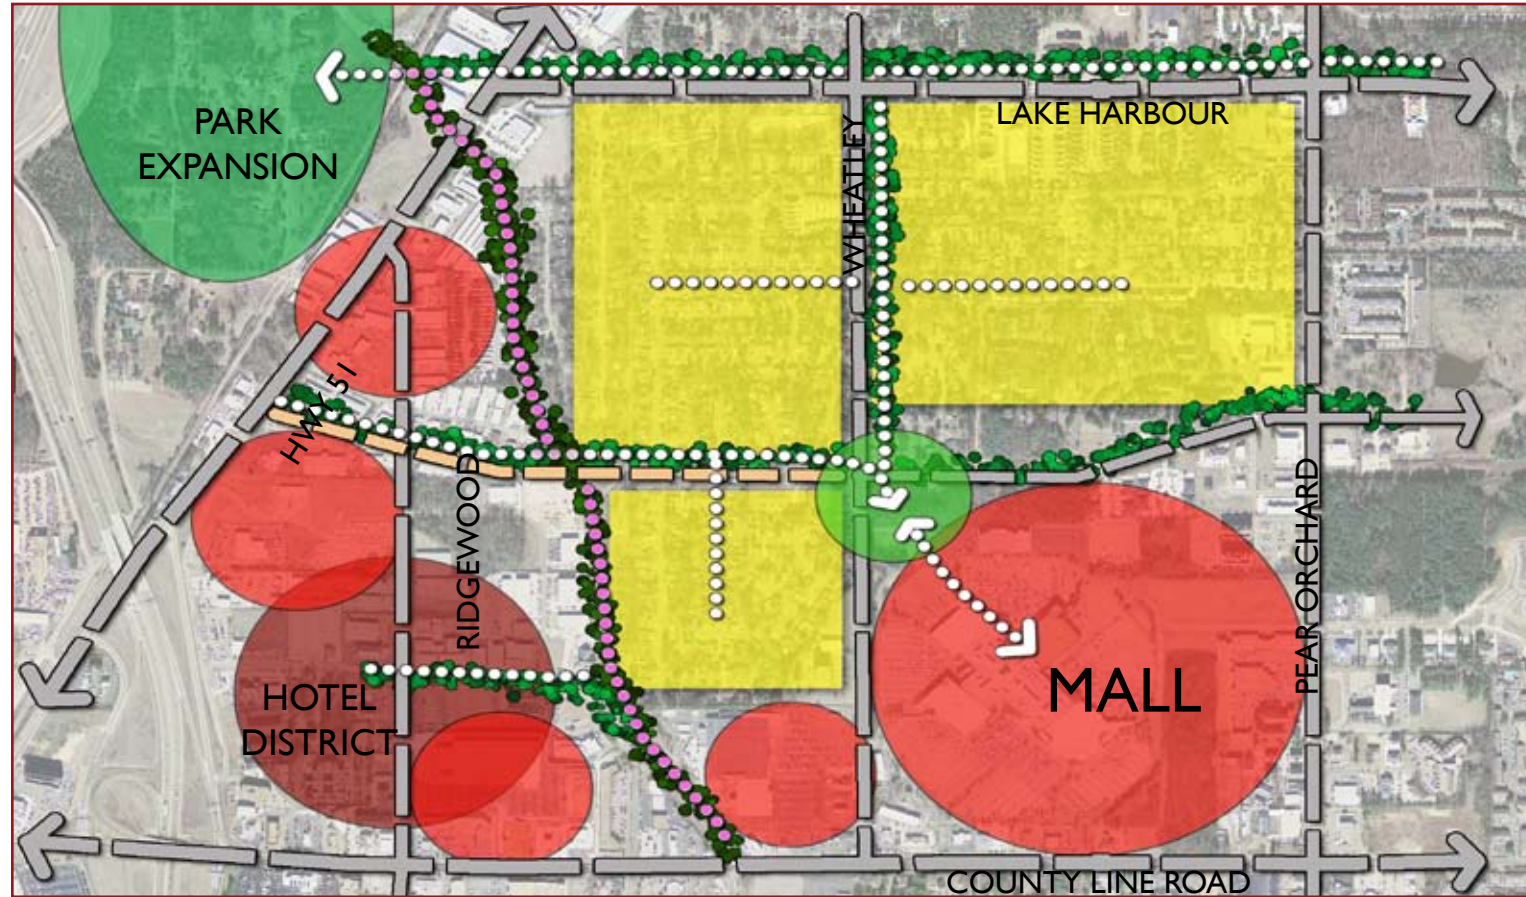 PARK
EXPANSION
LAKE HARBOUR
WHEATLEY
HWY 51
RIDGEWOOD
PEAR ORCHARD
HOTEL
DISTRICT
MALL
COUNTY LINE ROAD